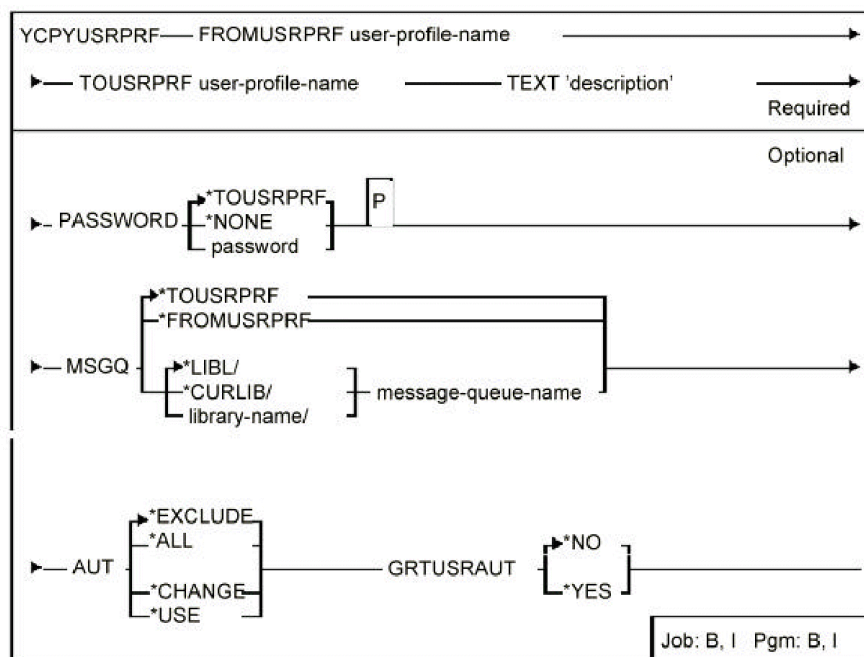 YCPYUSRPRF FROMUSRPRF user-profile-name
TOUSRPRF user-profile-name TEXT 'description'
Required
Optional
*TOUSRPRF
P
PASSWORD *NONE
password
*TOUSRPRF
*FROMUSRPRF
*LIBL/
MSGQ
*CURLIB/ message-queue-name
library-name/
*EXCLUDE
*ALL *NO
AUT GRTUSRAUT
*CHANGE *YES
*USE
Job: B, I Pgm: B, I